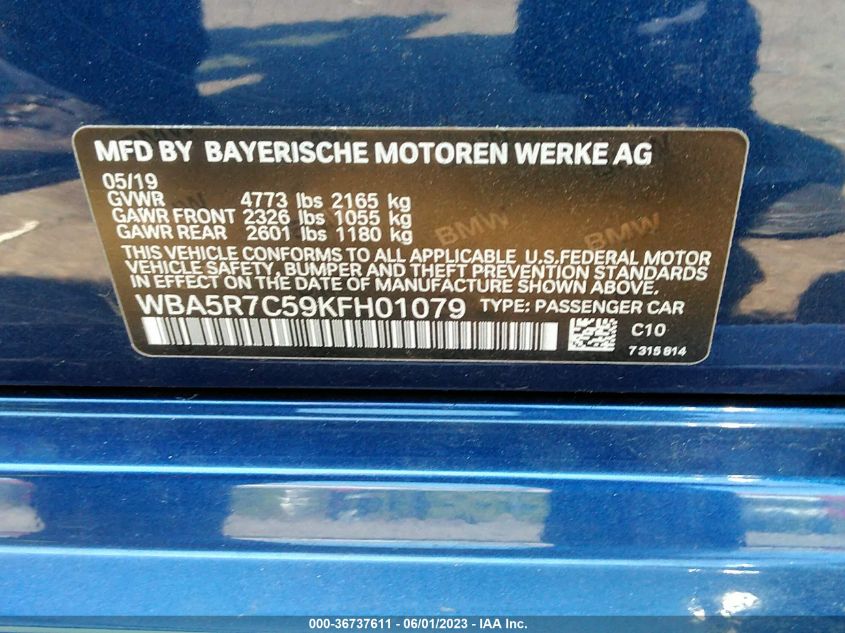 MFD BY BAYERISCHE MOTOREN WERKE AG
05/19
GVWR 4773 lbs 2165 kg
GAWR FRONT 2326 lbs 1055 kg
GAWR REAR 2601 lbs 1180 kg
THIS VEHICLE CONFORMS TO ALL APPLICABLE U.S.FEDERAL MOTOR
VEHICLE SAFETY, BUMPER, AND THEFT PREVENTION STANDARDS
IN EFFECT ON THE DATE OF MANUFACTURE SHOWN ABOVE.
WBA5R7C59KFH01079 TYPE: PASSENGER CAR
C10
7315814
BMW BMW
000-36737611 - 06/01/2023 - IAA Inc.